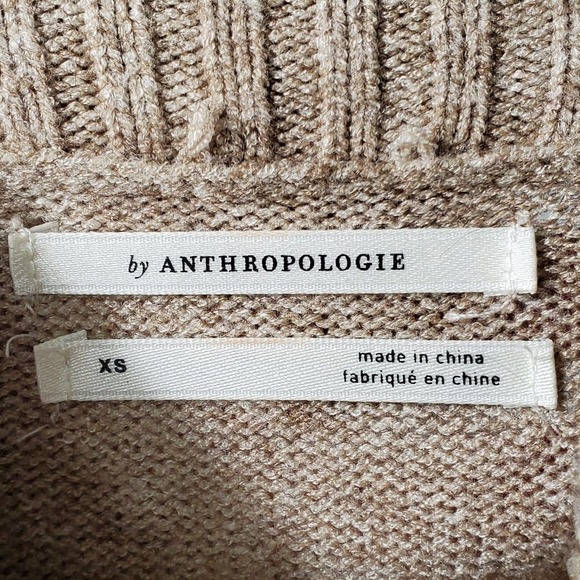 by ANTHROPOLOGIE
XS
made in china
fabriqué en chine